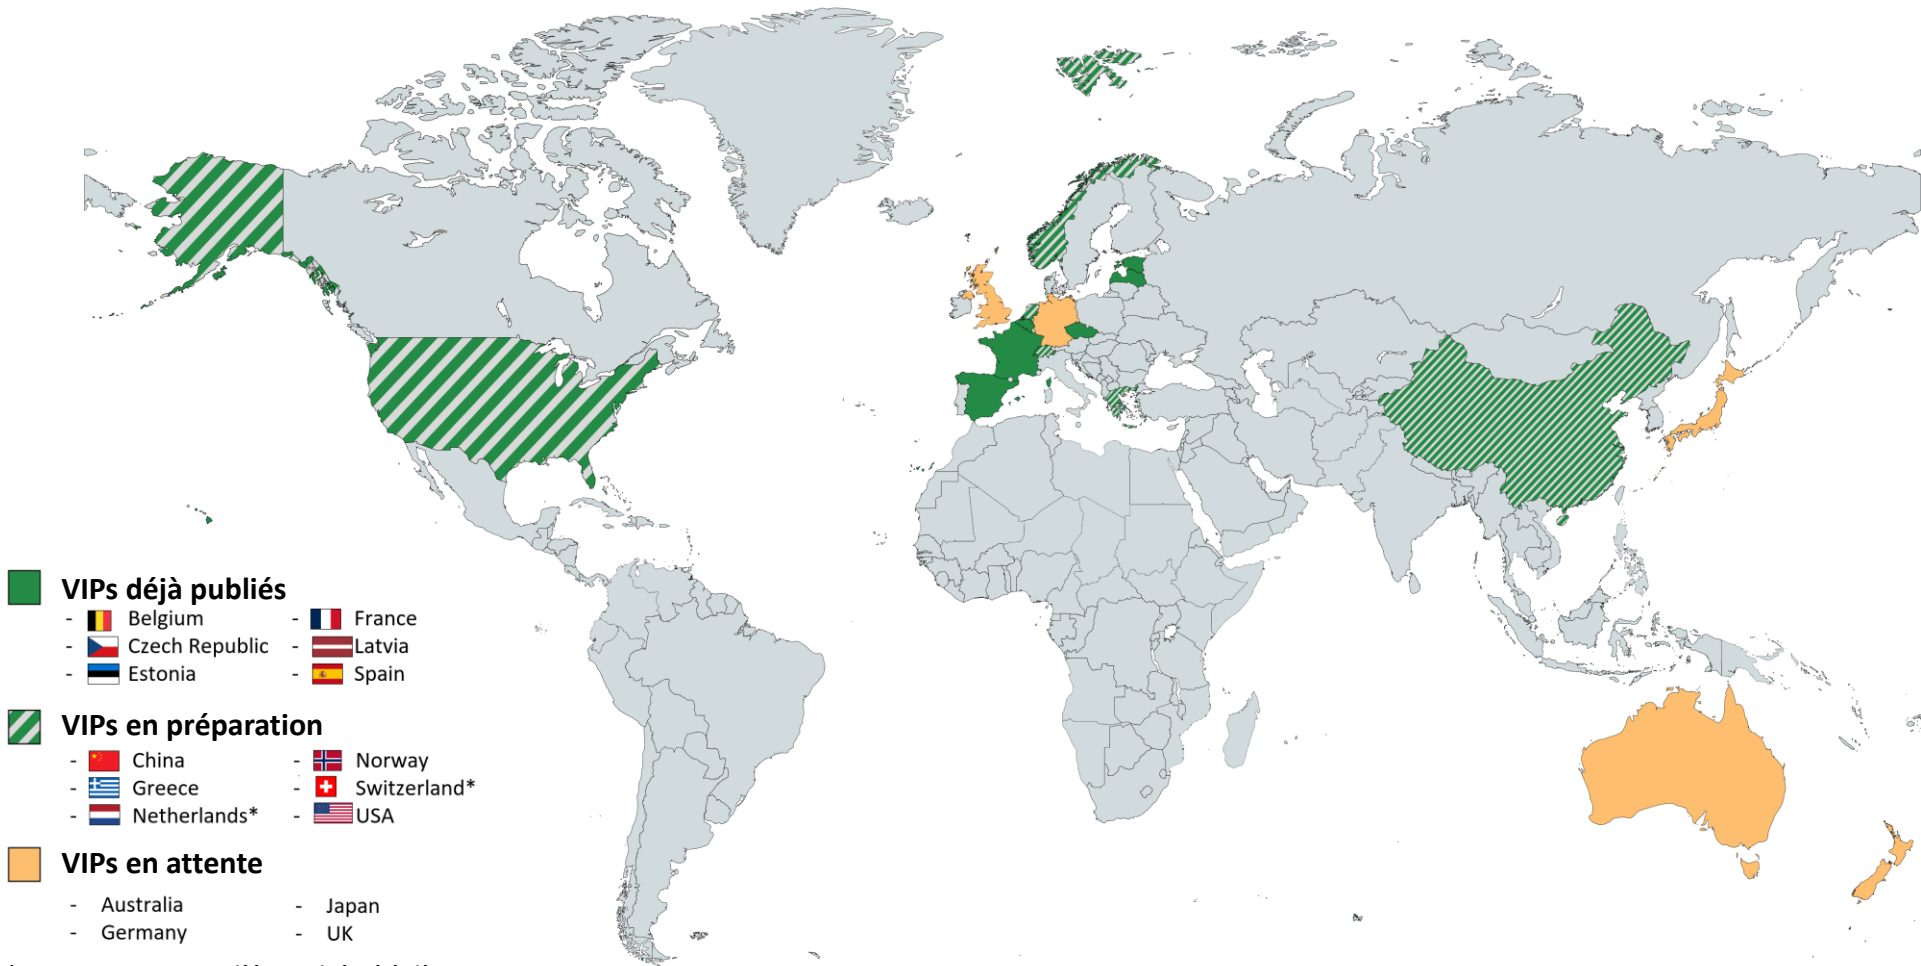 VIPs déjà publiés
- Belgium - France
- Czech Republic - Latvia
- Estonia - Spain
VIPs en préparation
- China - Norway
- Greece - Switzerland*
- Netherlands* - USA
VIPs en attente
- Australia - Japan
- Germany - UK